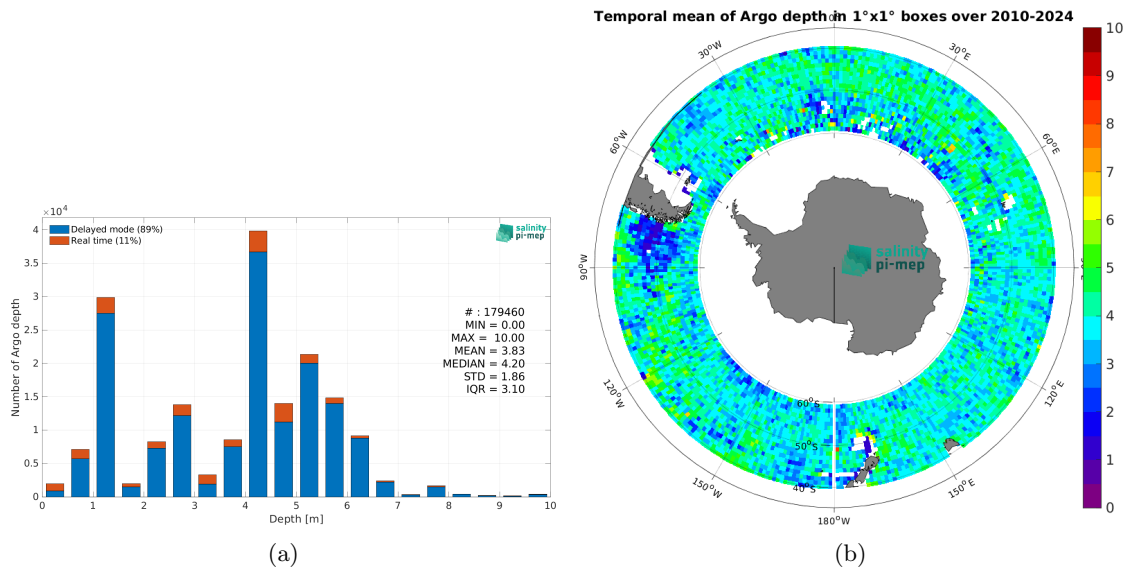 ×10⁴
4
3.5
3
2.5
2
1.5
1
0.5
0
Number of Argo depth
Delayed mode (89%)
Real time (11%)
salinity
pi-mep
# : 179460
MIN = 0.00
MAX = 10.00
MEAN = 3.83
MEDIAN = 4.20
STD = 1.86
IQR = 3.10
0 1 2 3 4 5 6 7 8 9 10
Depth [m]
(a)
Temporal mean of Argo depth in 1°x1° boxes over 2010-2024
30°W
30°E
60°W
60°E
90°W
120°W
120°E
150°W
150°E
180°W
60°S
50°S
40°S
salinity
pi-mep
10
9
8
7
6
5
4
3
2
1
0
(b)